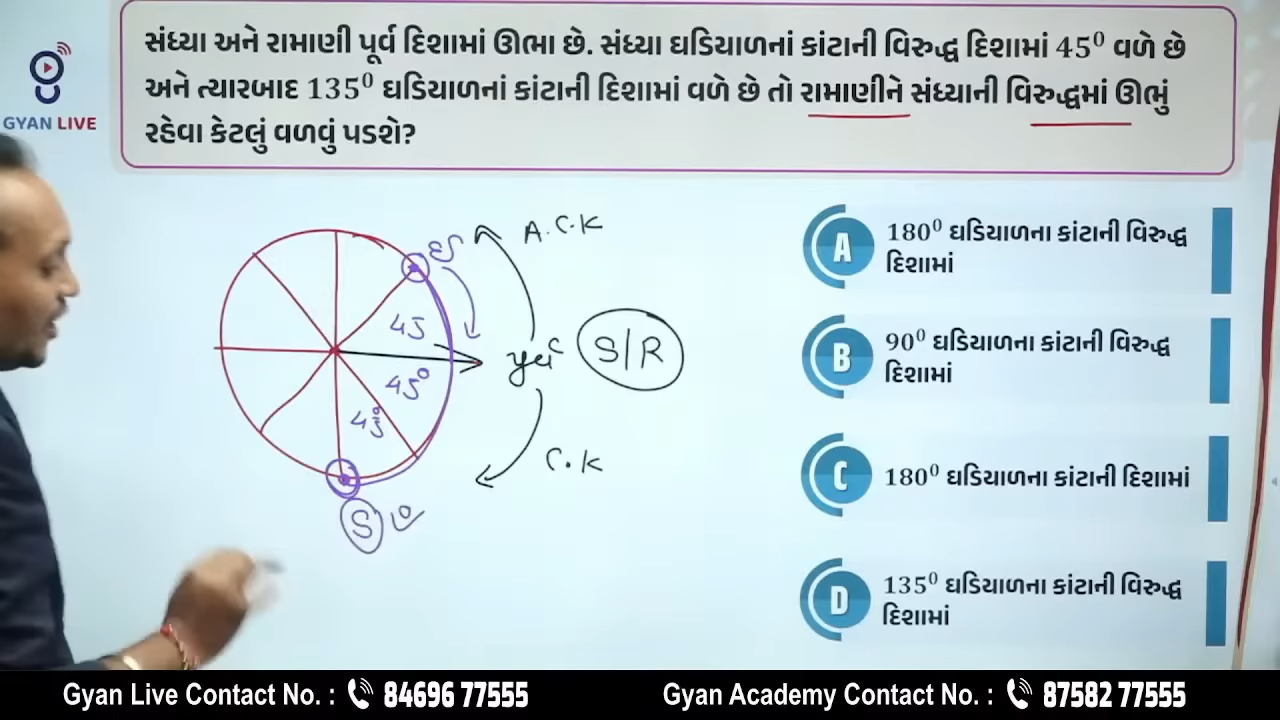 સંધ્યા અને રામાણી પૂર્વ દિશામાં ઊભા છે. સંધ્યા ઘડિયાળનાં કાંટાની વિરુદ્ધ દિશામાં 45⁰ વળે છે
અને ત્યારબાદ 135⁰ ઘડિયાળનાં કાંટાની દિશામાં વળે છે તો રામાણીને સંધ્યાની વિરુદ્ધમાં ઊભું
રહેવા કેટલું વળવું પડશે?
GYAN LIVE
A.C.K
45
પૂર્વ
S/R
45⁰
45⁰
C.K
S
A
180⁰ ઘડિયાળના કાંટાની વિરુદ્ધ
દિશામાં
B
90⁰ ઘડિયાળના કાંટાની વિરુદ્ધ
દિશામાં
C
180⁰ ઘડિયાળના કાંટાની દિશામાં
D
135⁰ ઘડિયાળના કાંટાની વિરુદ્ધ
દિશામાં
Gyan Live Contact No. : 84696 77555
Gyan Academy Contact No. : 87582 77555